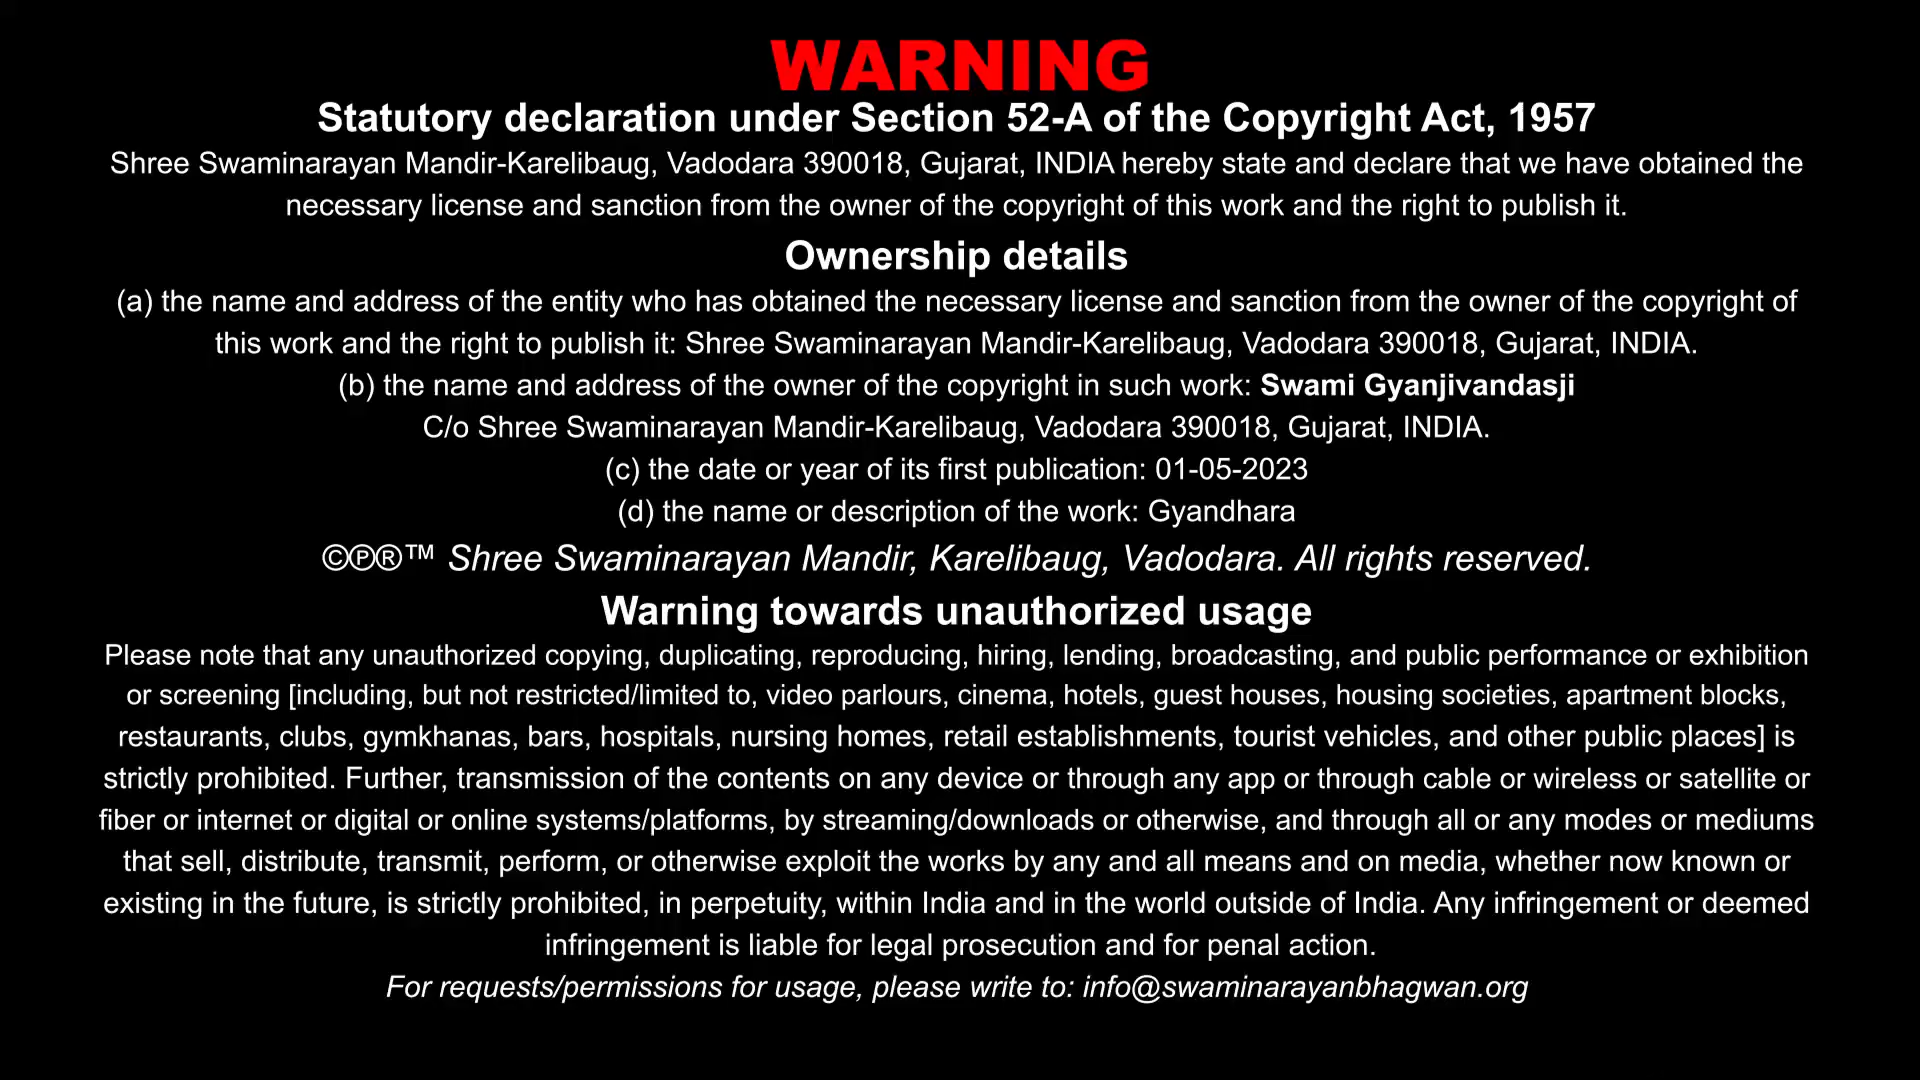 WARNING
Statutory declaration under Section 52-A of the Copyright Act, 1957
Shree Swaminarayan Mandir-Karelibaug, Vadodara 390018, Gujarat, INDIA hereby state and declare that we have obtained the
necessary license and sanction from the owner of the copyright of this work and the right to publish it.
Ownership details
(a) the name and address of the entity who has obtained the necessary license and sanction from the owner of the copyright of
this work and the right to publish it: Shree Swaminarayan Mandir-Karelibaug, Vadodara 390018, Gujarat, INDIA.
(b) the name and address of the owner of the copyright in such work: Swami Gyanjivandasji
C/o Shree Swaminarayan Mandir-Karelibaug, Vadodara 390018, Gujarat, INDIA.
(c) the date or year of its first publication: 01-05-2023
(d) the name or description of the work: Gyandhara
©℗®™ Shree Swaminarayan Mandir, Karelibaug, Vadodara. All rights reserved.
Warning towards unauthorized usage
Please note that any unauthorized copying, duplicating, reproducing, hiring, lending, broadcasting, and public performance or exhibition
or screening [including, but not restricted/limited to, video parlours, cinema, hotels, guest houses, housing societies, apartment blocks,
restaurants, clubs, gymkhanas, bars, hospitals, nursing homes, retail establishments, tourist vehicles, and other public places] is
strictly prohibited. Further, transmission of the contents on any device or through any app or through cable or wireless or satellite or
fiber or internet or digital or online systems/platforms, by streaming/downloads or otherwise, and through all or any modes or mediums
that sell, distribute, transmit, perform, or otherwise exploit the works by any and all means and on media, whether now known or
existing in the future, is strictly prohibited, in perpetuity, within India and in the world outside of India. Any infringement or deemed
infringement is liable for legal prosecution and for penal action.
For requests/permissions for usage, please write to: info@swaminarayanbhagwan.org